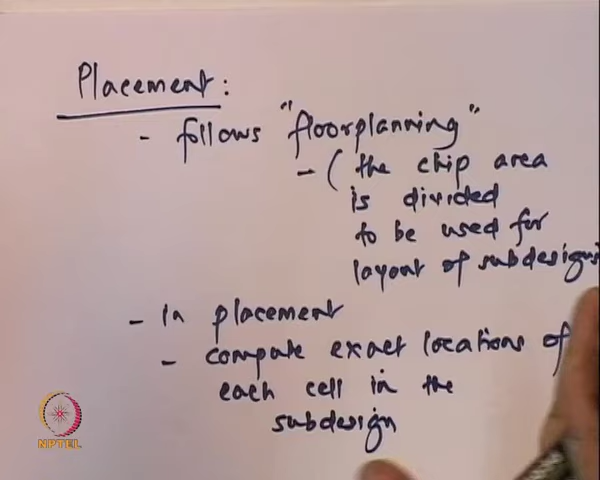 Placement:
- follows "floorplanning"
- ( the chip area
is divided
to be used for
layout of subdesigns
- in placement
- compute exact locations of
each cell in the
subdesign
NPTEL